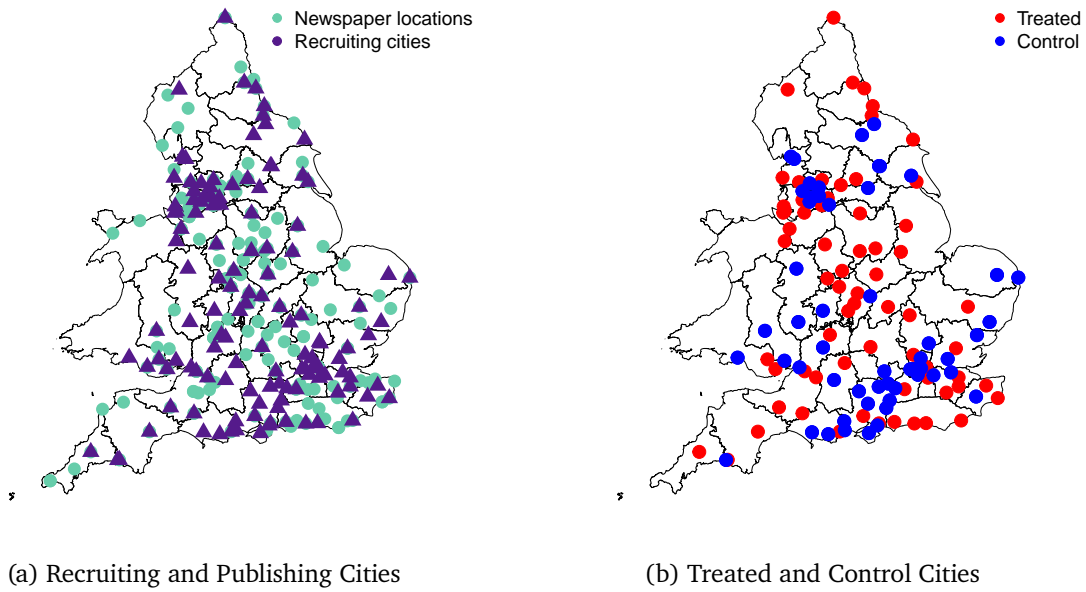 Newspaper locations
Recruiting cities
Treated
Control
(a) Recruiting and Publishing Cities
(b) Treated and Control Cities